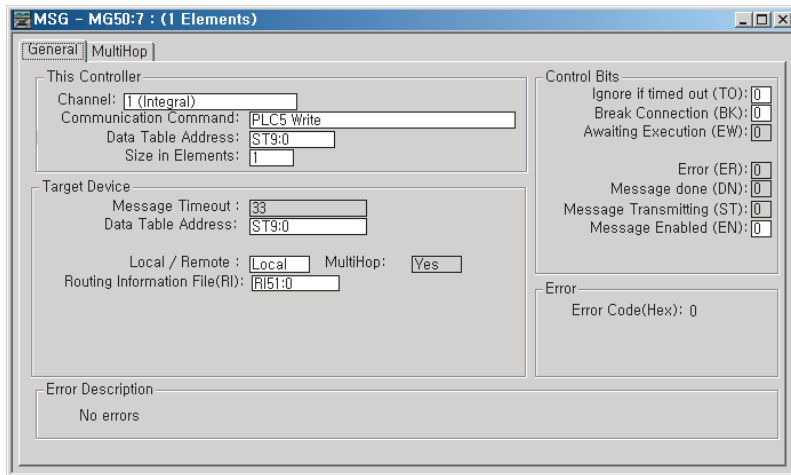 MSG - MG50:7 : (1 Elements)
General MultiHop
This Controller
Channel: 1 (Integral)
Communication Command: PLC5 Write
Data Table Address: ST9:0
Size in Elements: 1
Target Device
Message Timeout : 33
Data Table Address: ST9:0
Local / Remote : Local MultiHop: Yes
Routing Information File(RI): RI51:0
Control Bits
Ignore if timed out (TO): 0
Break Connection (BK): 0
Awaiting Execution (EW): 0
Error (ER): 0
Message done (DN): 0
Message Transmitting (ST): 0
Message Enabled (EN): 0
Error
Error Code(Hex): 0
Error Description
No errors